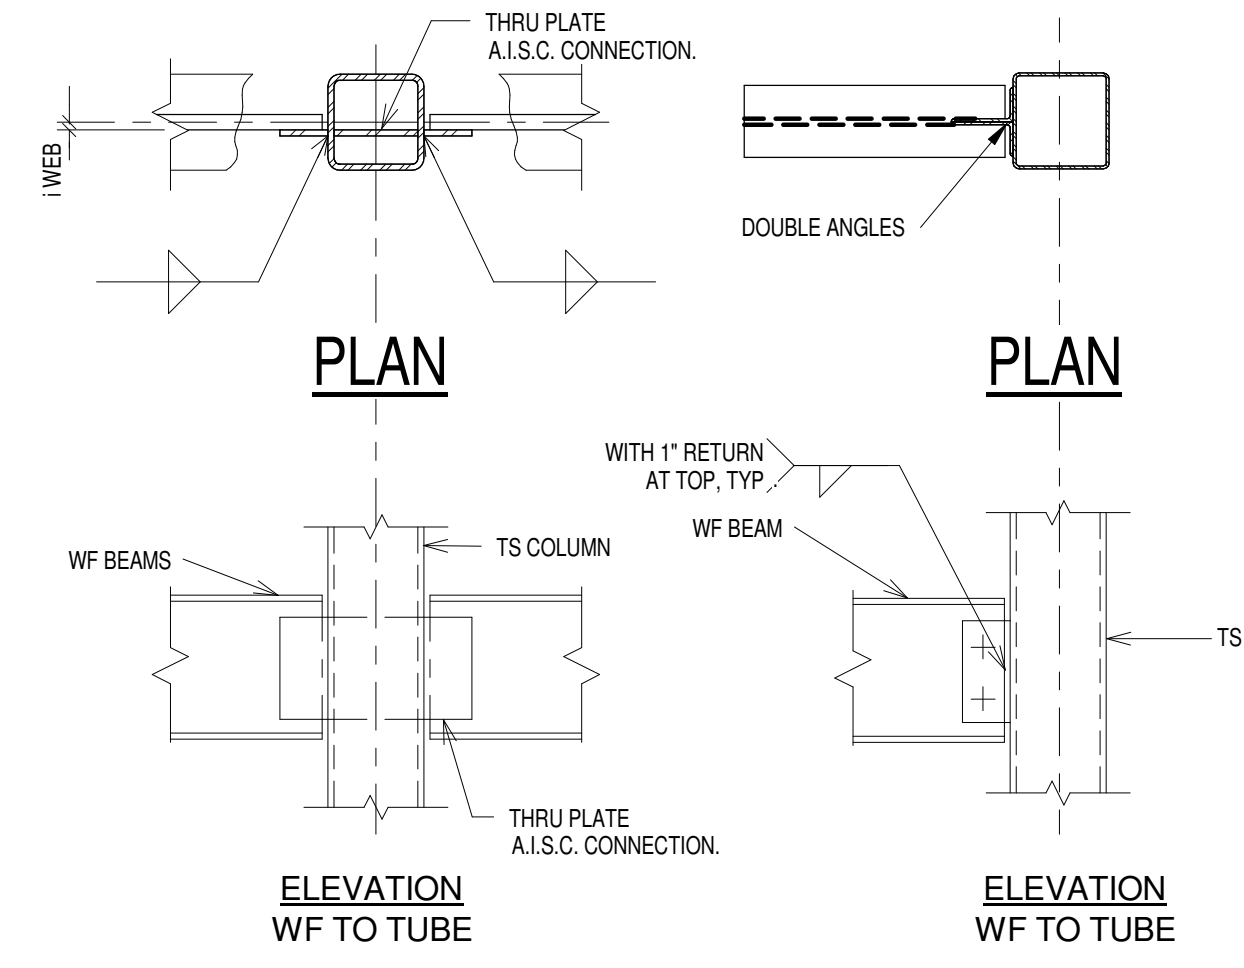 THRU PLATE
A.I.S.C. CONNECTION.
i WEB
DOUBLE ANGLES
PLAN
PLAN
WITH 1" RETURN
AT TOP, TYP.
WF BEAM
WF BEAMS
TS COLUMN
TS
THRU PLATE
A.I.S.C. CONNECTION.
ELEVATION
WF TO TUBE
ELEVATION
WF TO TUBE